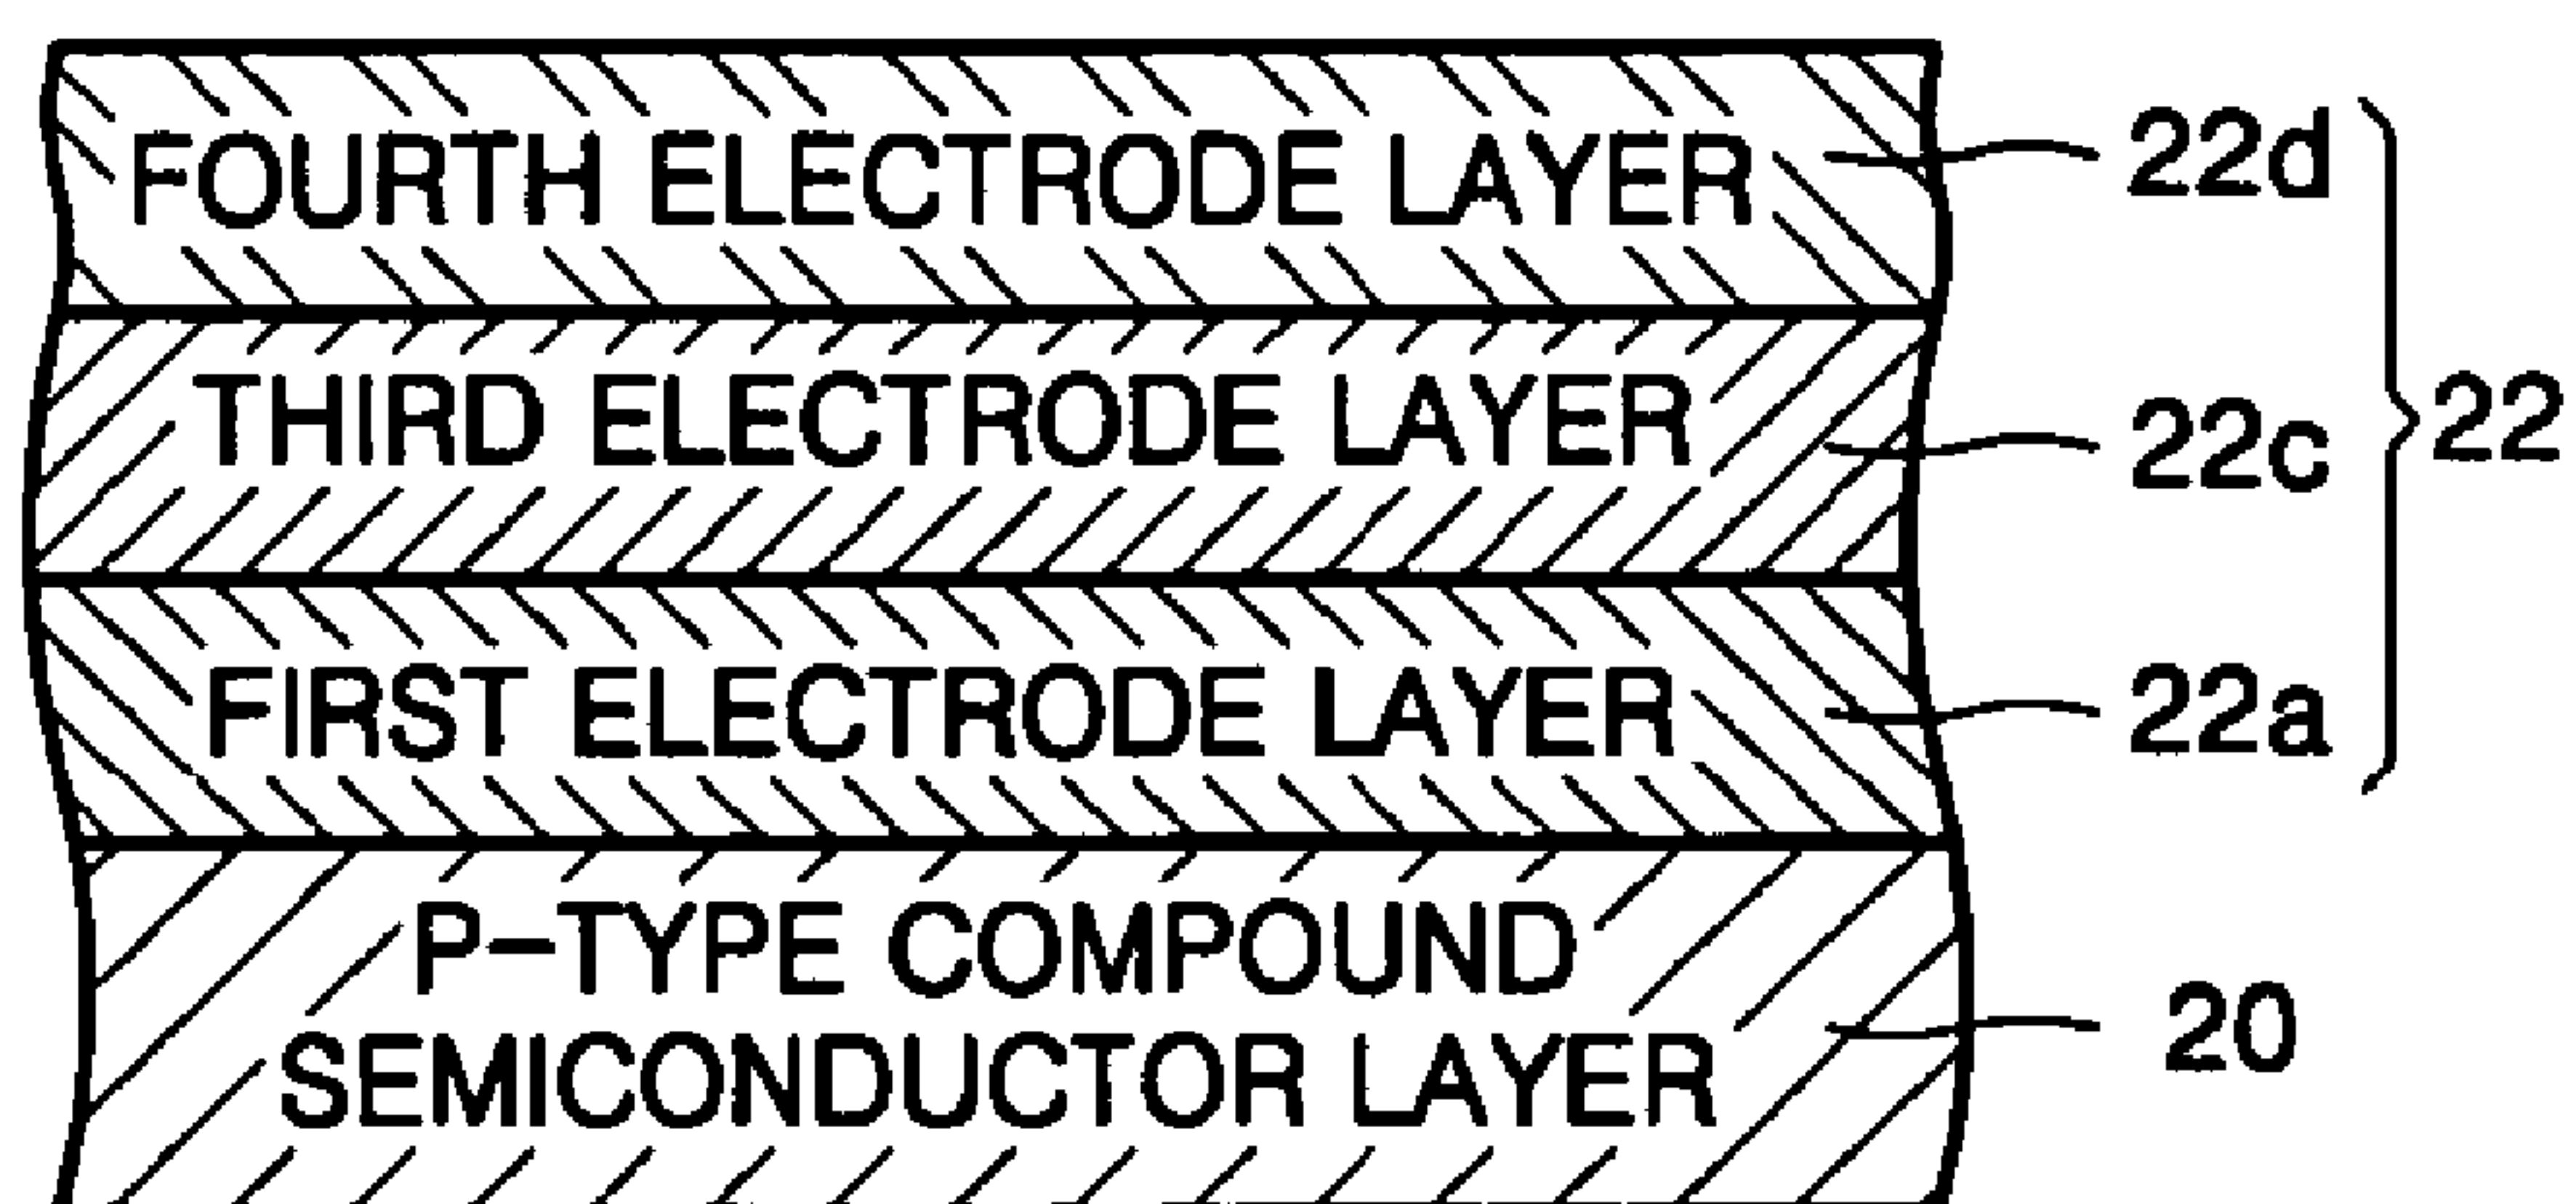 FOURTH ELECTRODE LAYER 22d
THIRD ELECTRODE LAYER 22c 22
FIRST ELECTRODE LAYER 22a
P-TYPE COMPOUND
SEMICONDUCTOR LAYER 20